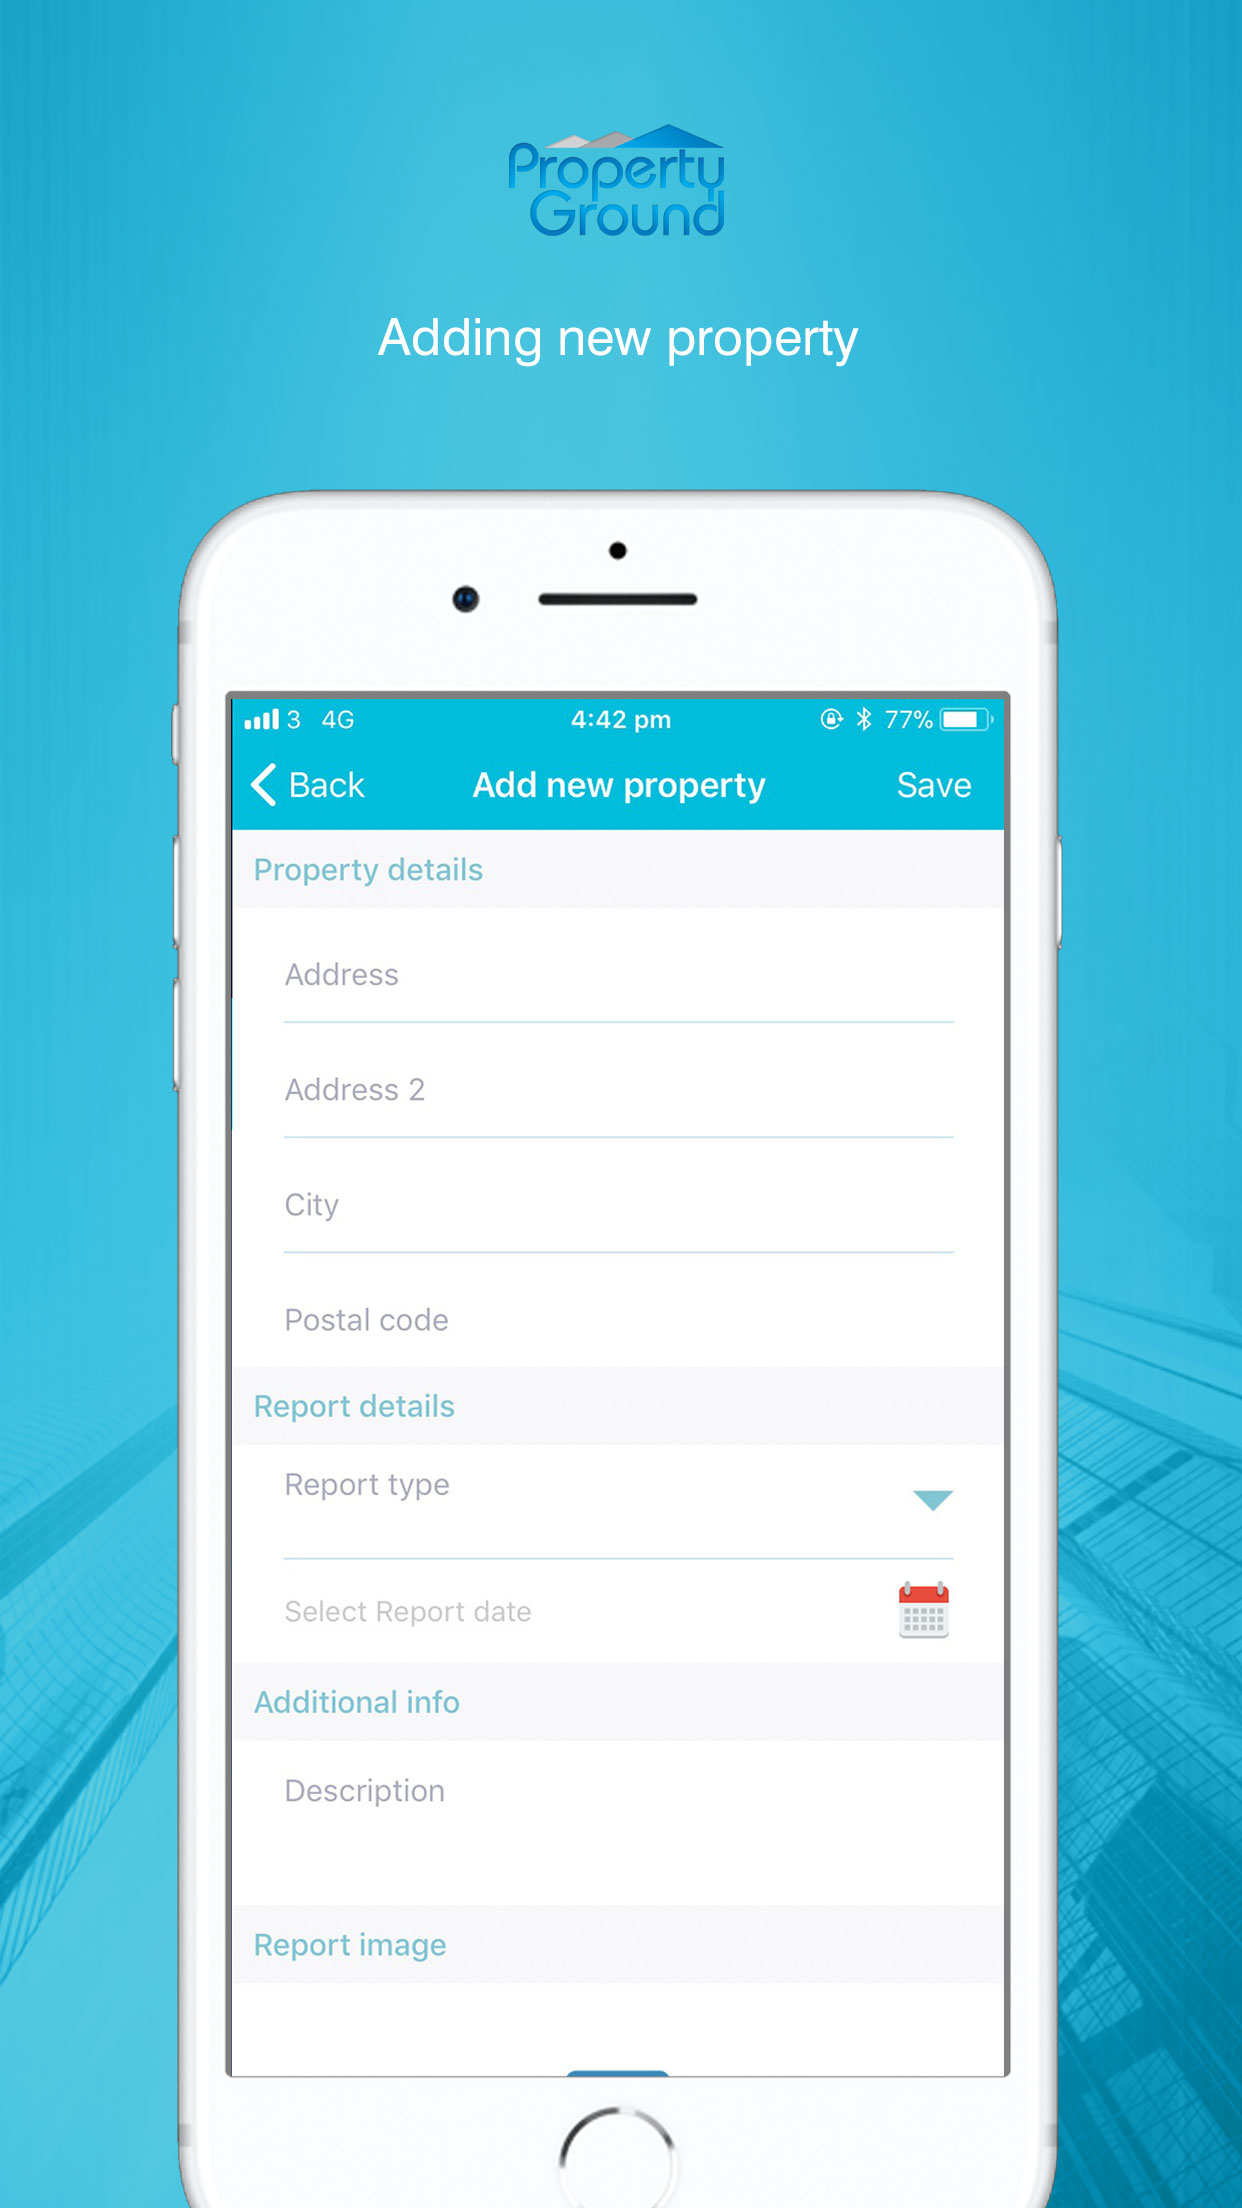 Property
Ground
Adding new property
3 4G 4:42 pm 77%
Back Add new property Save
Property details
Address
Address 2
City
Postal code
Report details
Report type
Select Report date
Additional info
Description
Report image